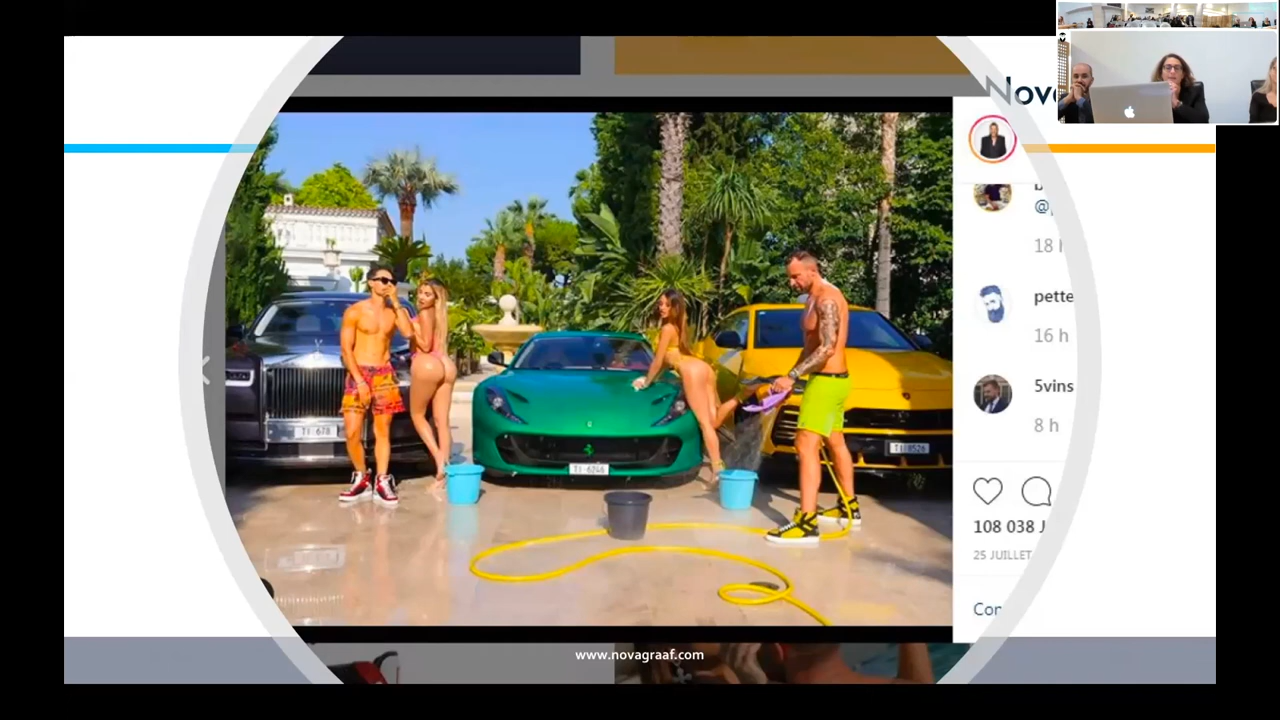 Nov
@
18 h
pette
16 h
5vins
8 h
108 038 J
25 JUILLET
Con
TI 678
TI 6246
TI 8526
www.novagraaf.com